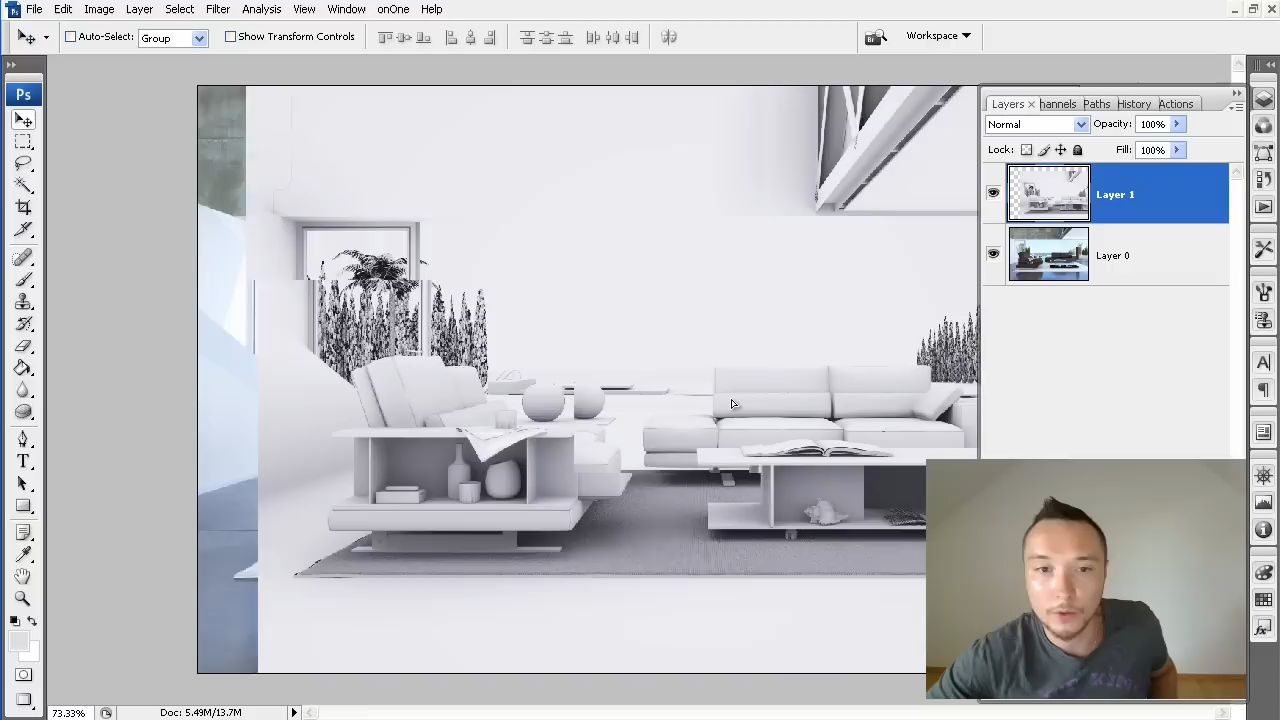 Ps File Edit Image Layer Select Filter Analysis View Window onOne Help
Auto-Select: Group Show Transform Controls Br Workspace
Ps
Layers hannels Paths History Actions
Normal Opacity: 100%
Lock: Fill: 100%
Layer 1
Layer 0
T
A
73.33% Doc: 5.49M/13.7M